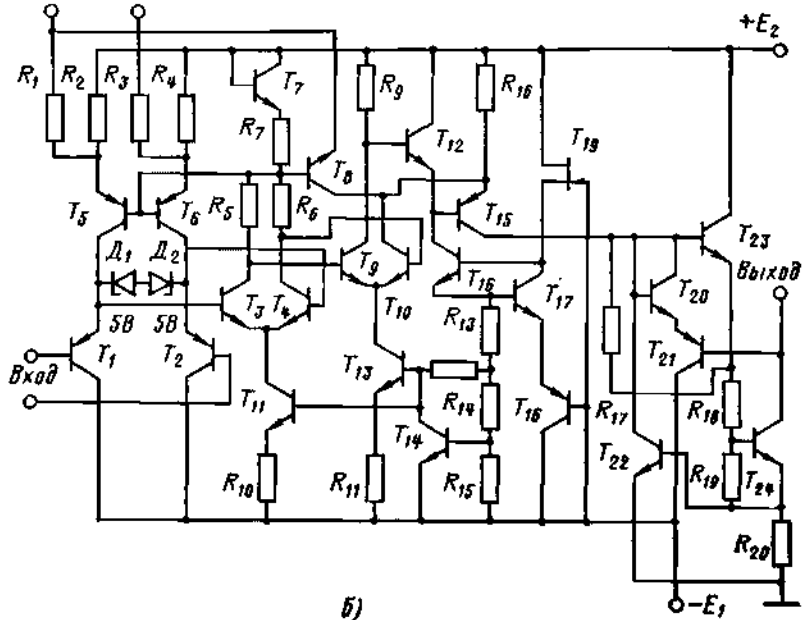 +E₂
R₁ R₂ R₃ R₄
T₇
R₉
R₁₆
R₇
T₈
T₁₂
T₁₉
T₅
T₆
R₅
R₆
T₁₅
T₂₃
Д₁ Д₂
T₉
Выход
T₂₀
T₃
T₄
T₁₆
T₁₇
5В 5В
T₁₀
R₁₃
T₂₁
T₁
T₂
T₁₃
Вход
T₁₁
R₁₄
T₁₆
R₁₇
R₁₈
T₁₄
T₂₂
R₁₉
T₂₄
R₁₀
R₁₁
R₁₅
R₂₀
б)
-E₁